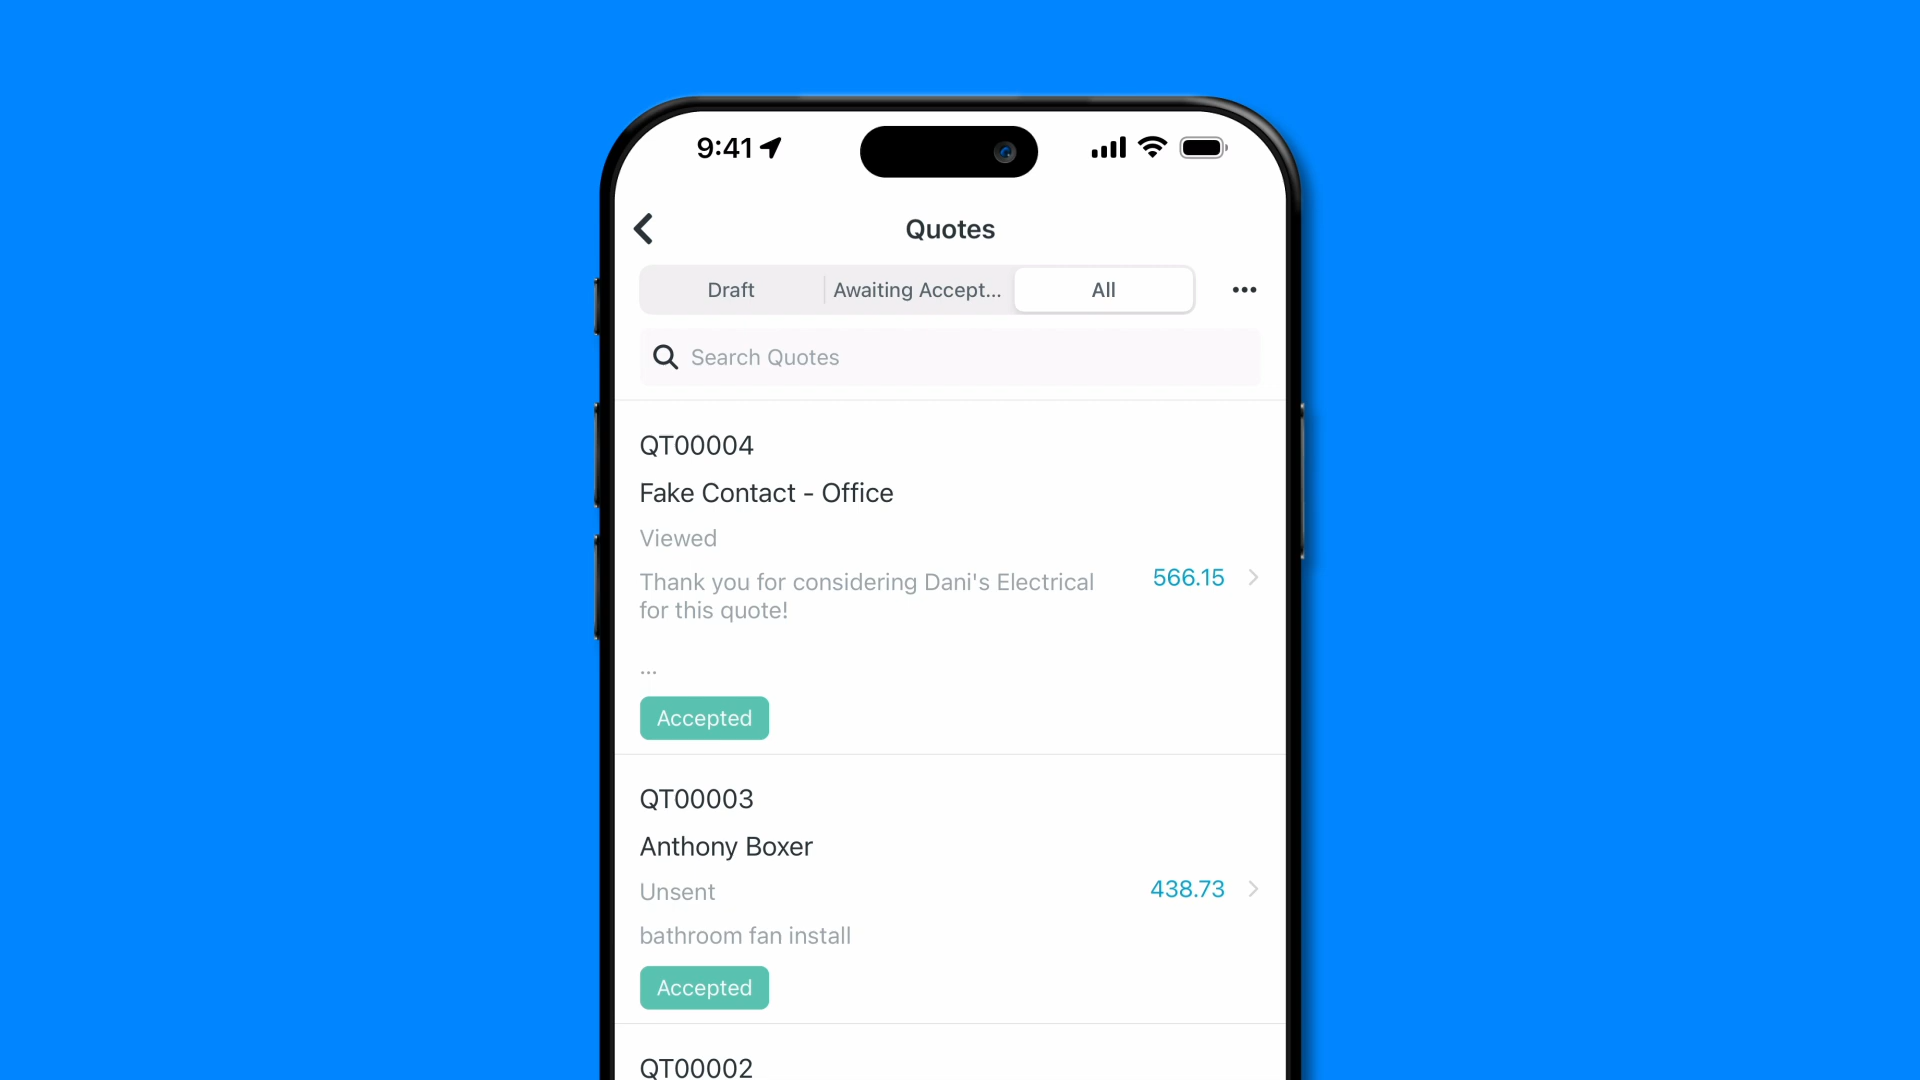 9:41
Quotes
Draft
Awaiting Accept...
All
Search Quotes
QT00004
Fake Contact - Office
Viewed
Thank you for considering Dani's Electrical
for this quote!
566.15
...
Accepted
QT00003
Anthony Boxer
Unsent
438.73
bathroom fan install
Accepted
QT00002